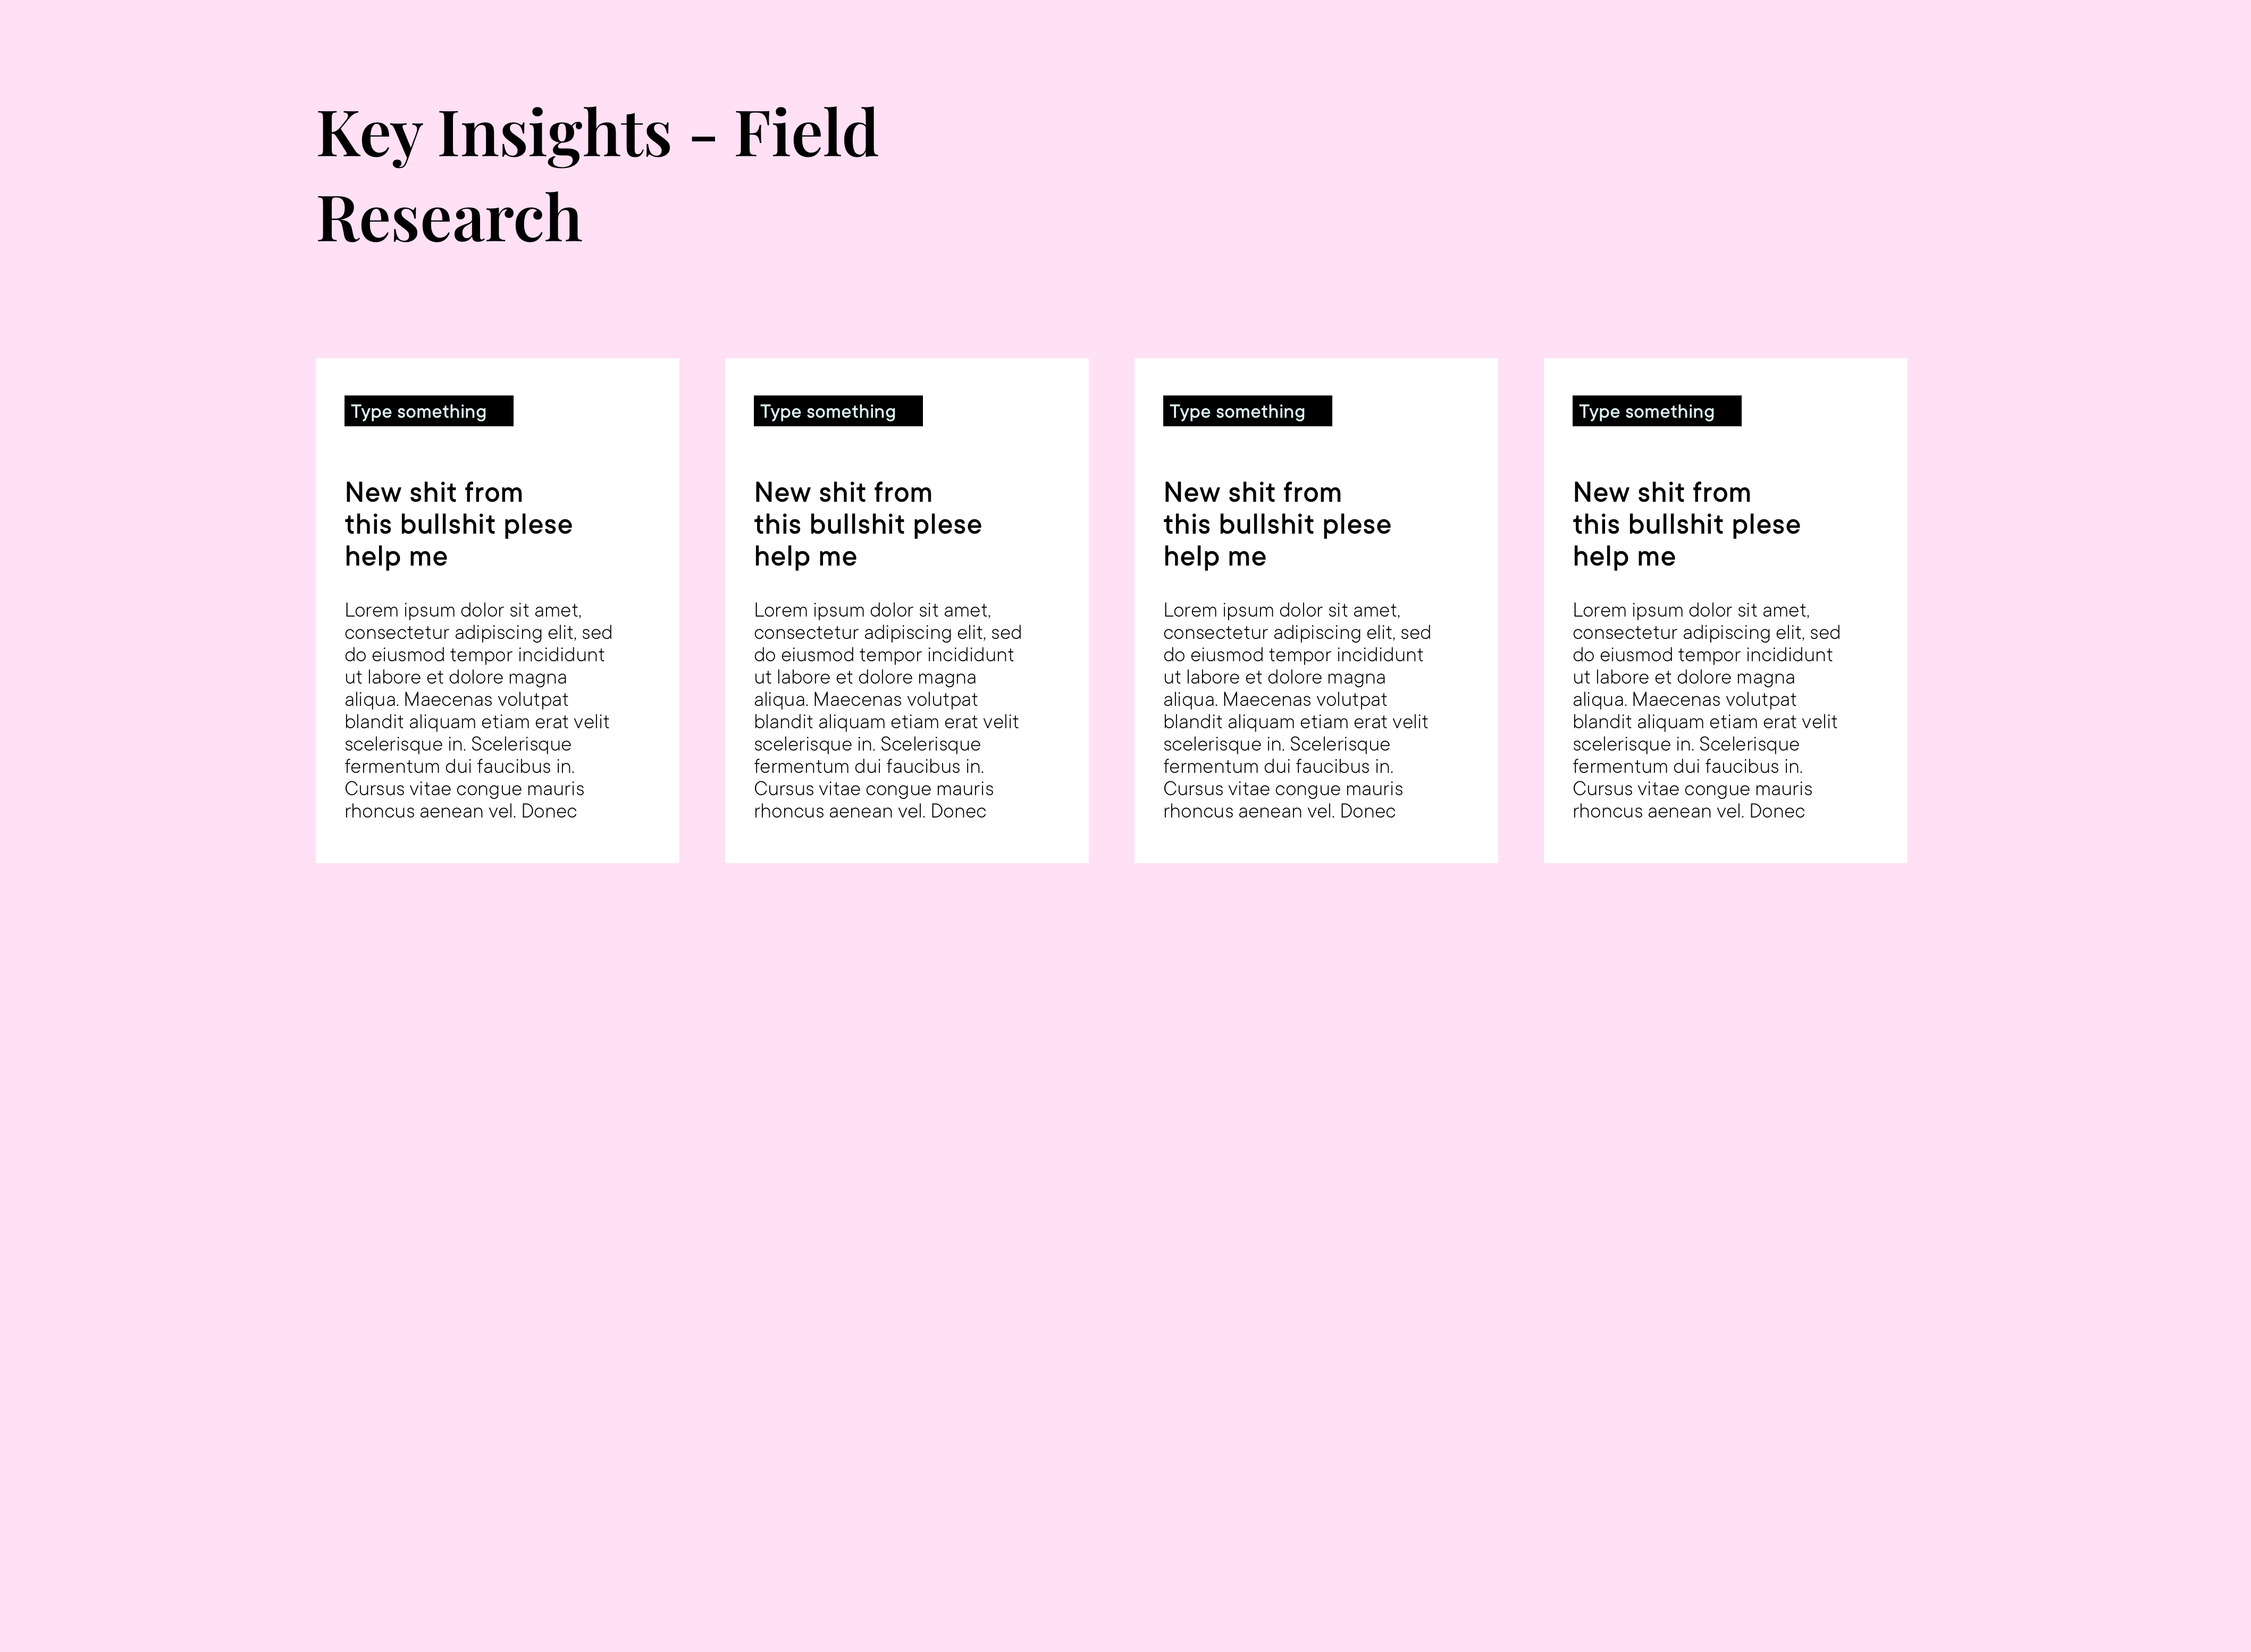 Key Insights - Field
Research
Type something
New shit from
this bullshit plese
help me
Lorem ipsum dolor sit amet,
consectetur adipiscing elit, sed
do eiusmod tempor incididunt
ut labore et dolore magna
aliqua. Maecenas volutpat
blandit aliquam etiam erat velit
scelerisque in. Scelerisque
fermentum dui faucibus in.
Cursus vitae congue mauris
rhoncus aenean vel. Donec
Type something
New shit from
this bullshit plese
help me
Lorem ipsum dolor sit amet,
consectetur adipiscing elit, sed
do eiusmod tempor incididunt
ut labore et dolore magna
aliqua. Maecenas volutpat
blandit aliquam etiam erat velit
scelerisque in. Scelerisque
fermentum dui faucibus in.
Cursus vitae congue mauris
rhoncus aenean vel. Donec
Type something
New shit from
this bullshit plese
help me
Lorem ipsum dolor sit amet,
consectetur adipiscing elit, sed
do eiusmod tempor incididunt
ut labore et dolore magna
aliqua. Maecenas volutpat
blandit aliquam etiam erat velit
scelerisque in. Scelerisque
fermentum dui faucibus in.
Cursus vitae congue mauris
rhoncus aenean vel. Donec
Type something
New shit from
this bullshit plese
help me
Lorem ipsum dolor sit amet,
consectetur adipiscing elit, sed
do eiusmod tempor incididunt
ut labore et dolore magna
aliqua. Maecenas volutpat
blandit aliquam etiam erat velit
scelerisque in. Scelerisque
fermentum dui faucibus in.
Cursus vitae congue mauris
rhoncus aenean vel. Donec